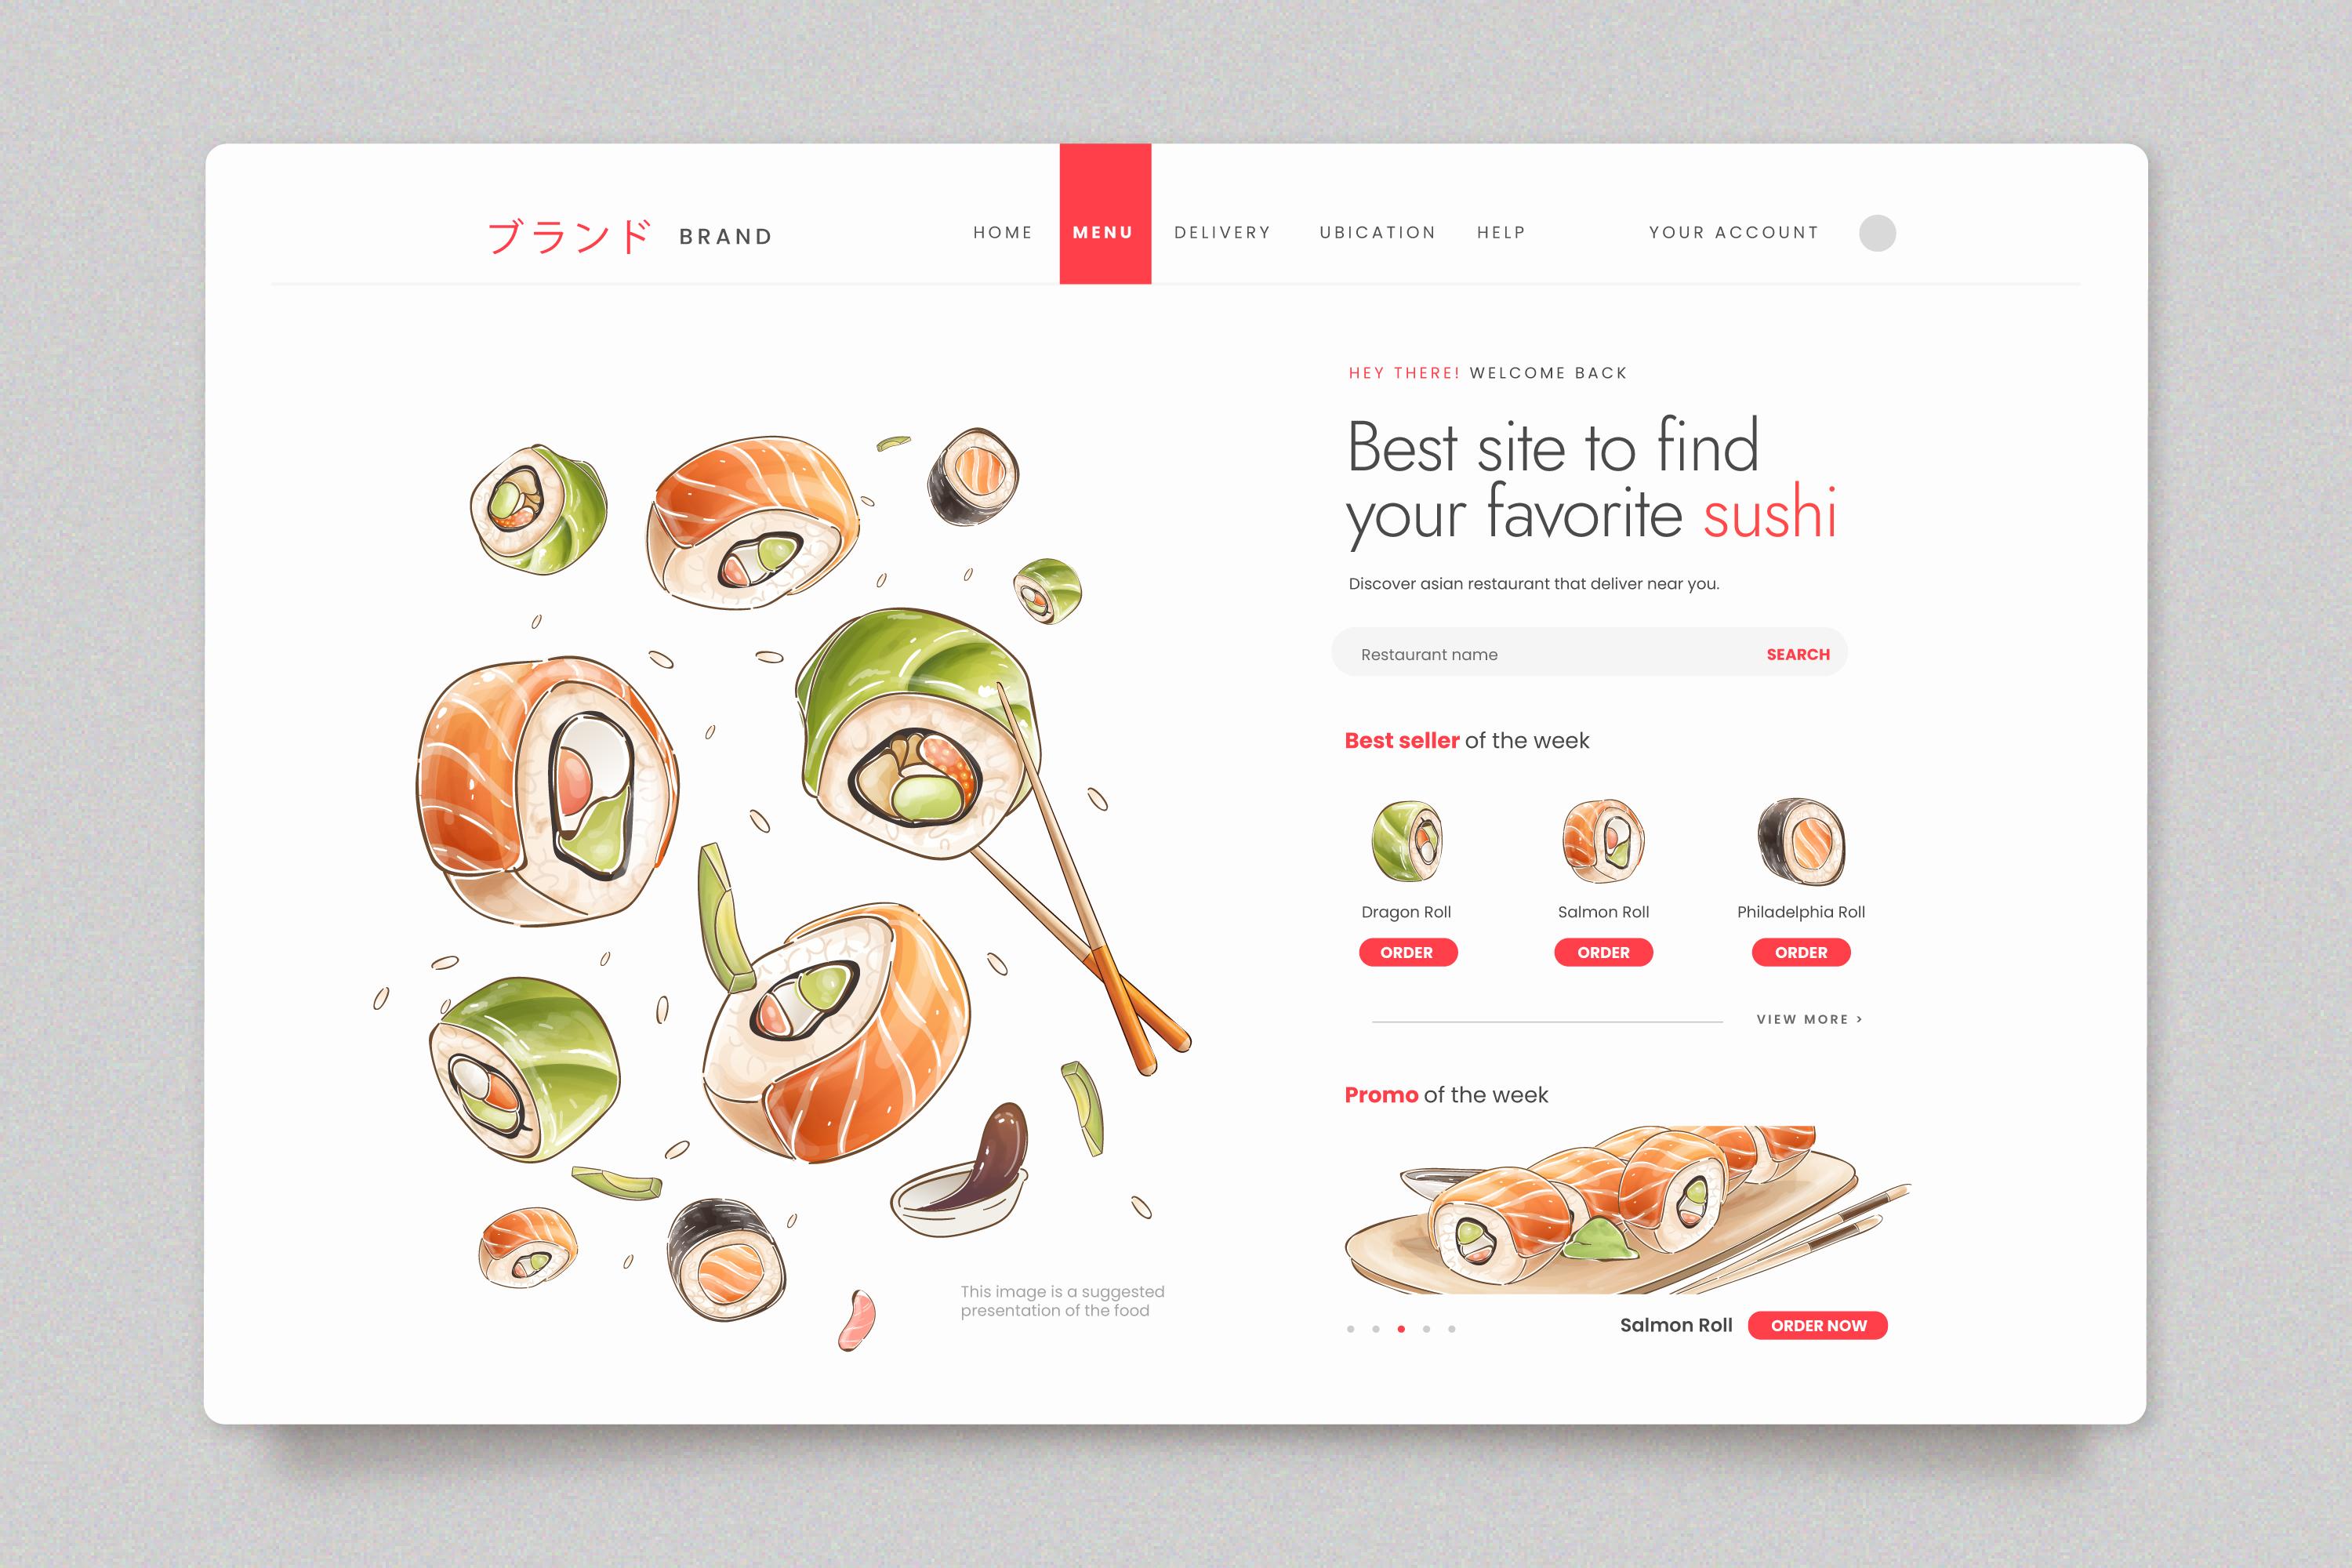 ブランド BRAND
HOME MENU DELIVERY UBICATION HELP YOUR ACCOUNT
HEY THERE! WELCOME BACK
Best site to find
your favorite sushi
Discover asian restaurant that deliver near you.
Restaurant name SEARCH
Best seller of the week
Dragon Roll Salmon Roll Philadelphia Roll
ORDER ORDER ORDER
VIEW MORE >
Promo of the week
Salmon Roll ORDER NOW
This image is a suggested
presentation of the food